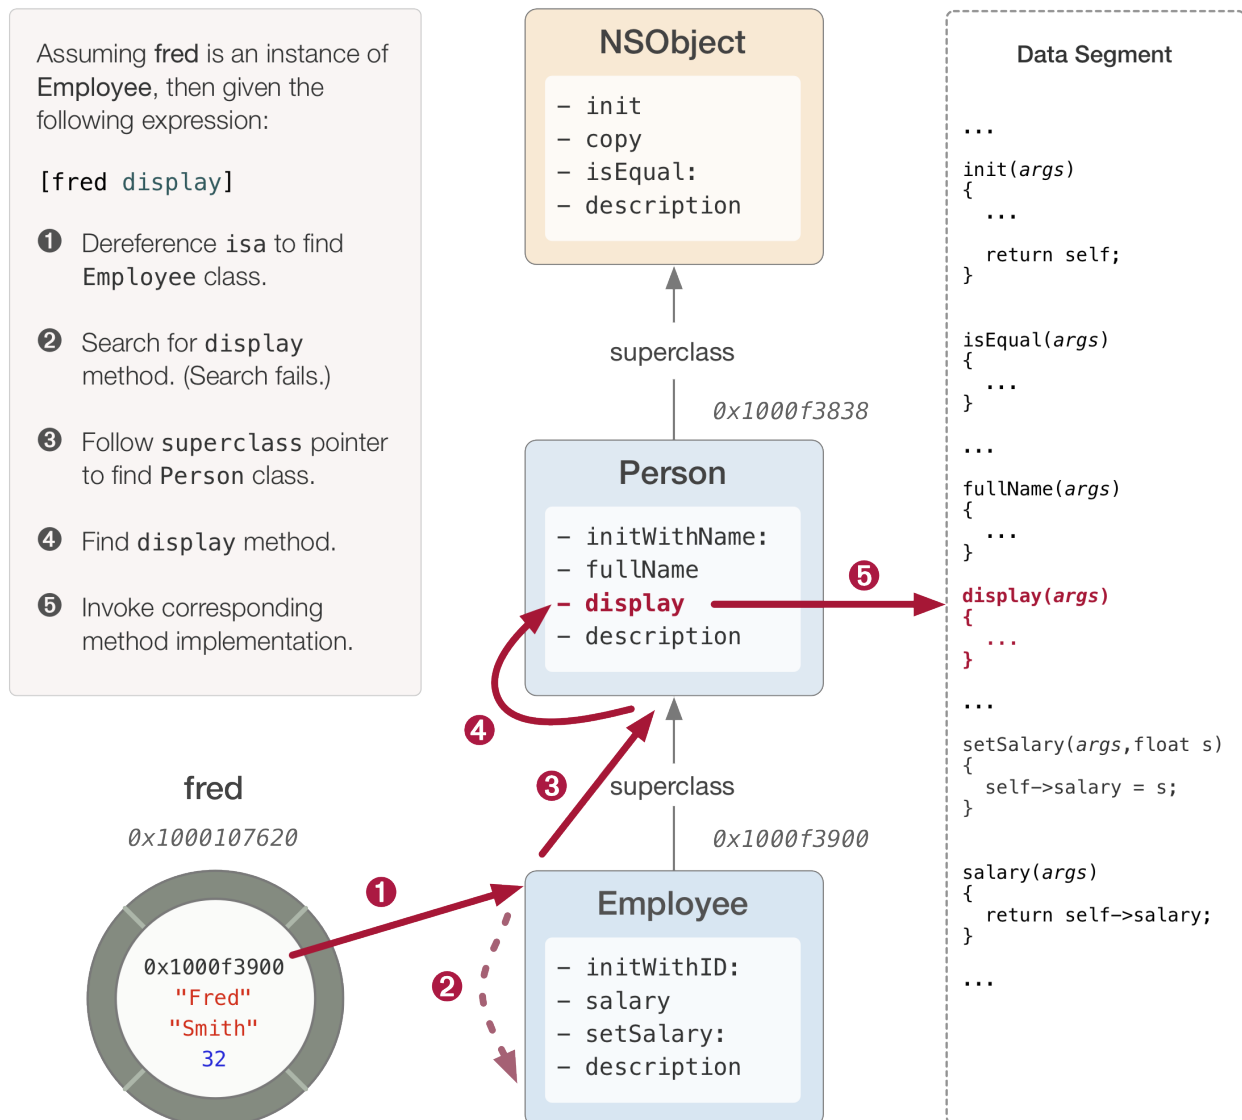 Assuming fred is an instance of
Employee, then given the
following expression:
[fred display]
❶ Dereference isa to find
Employee class.
❷ Search for display
method. (Search fails.)
❸ Follow superclass pointer
to find Person class.
❹ Find display method.
❺ Invoke corresponding
method implementation.
NSObject
– init
– copy
– isEqual:
– description
superclass
0x1000f3838
Person
– initWithName:
– fullName
– display
– description
❺
❹
❸
superclass
0x1000f3900
fred
0x1000107620
❶
0x1000f3900
"Fred"
"Smith"
32
❷
Employee
– initWithID:
– salary
– setSalary:
– description
Data Segment
...
init(args)
{
...
return self;
}
isEqual(args)
{
...
}
...
fullName(args)
{
...
}
display(args)
{
...
}
...
setSalary(args,float s)
{
self->salary = s;
}
salary(args)
{
return self->salary;
}
...